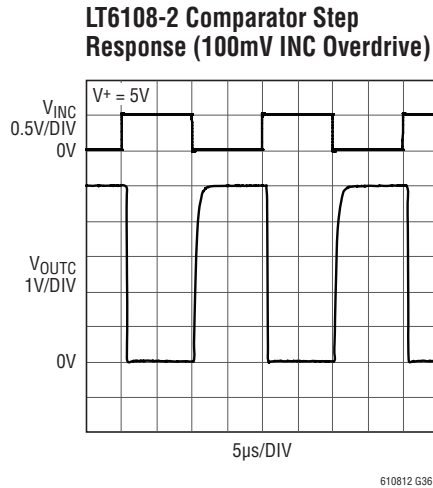 LT6108-2 Comparator Step
Response (100mV INC Overdrive)
V+ = 5V
VINC
0.5V/DIV
0V
VOUTC
1V/DIV
0V
5µs/DIV
610812 G36